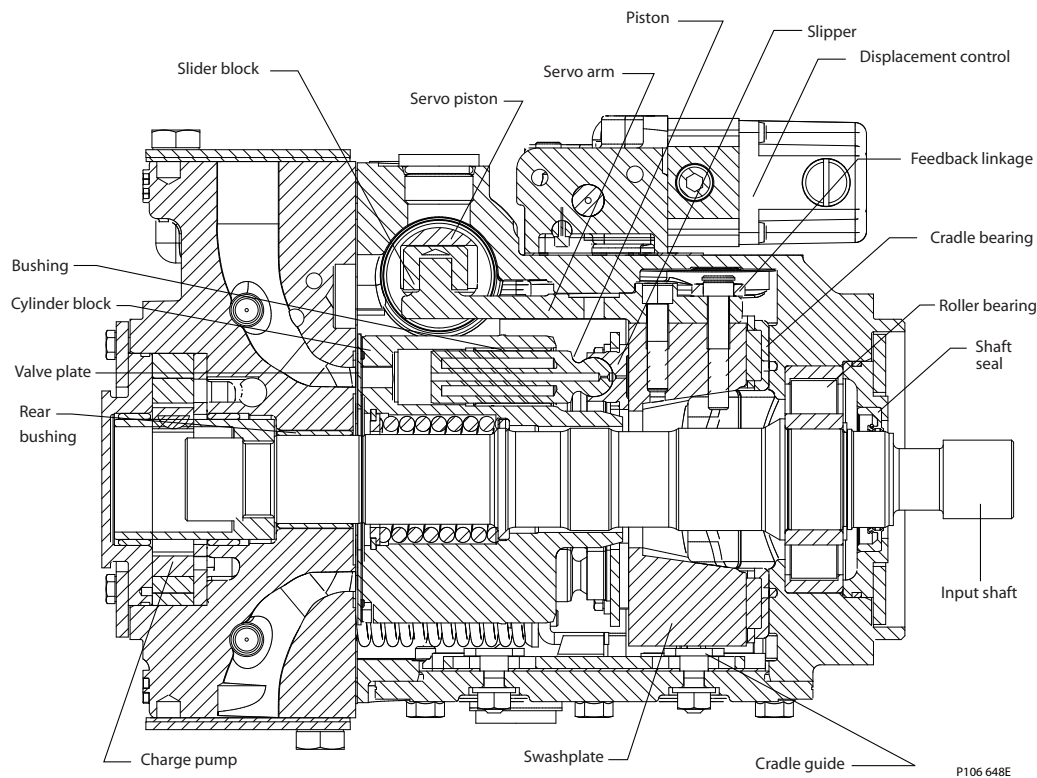 Piston
Slipper
Slider block
Servo arm
Displacement control
Servo piston
Feedback linkage
Cradle bearing
Bushing
Cylinder block
Roller bearing
Shaft
seal
Valve plate
Rear
bushing
Input shaft
Charge pump
Swashplate
Cradle guide
P106 648E